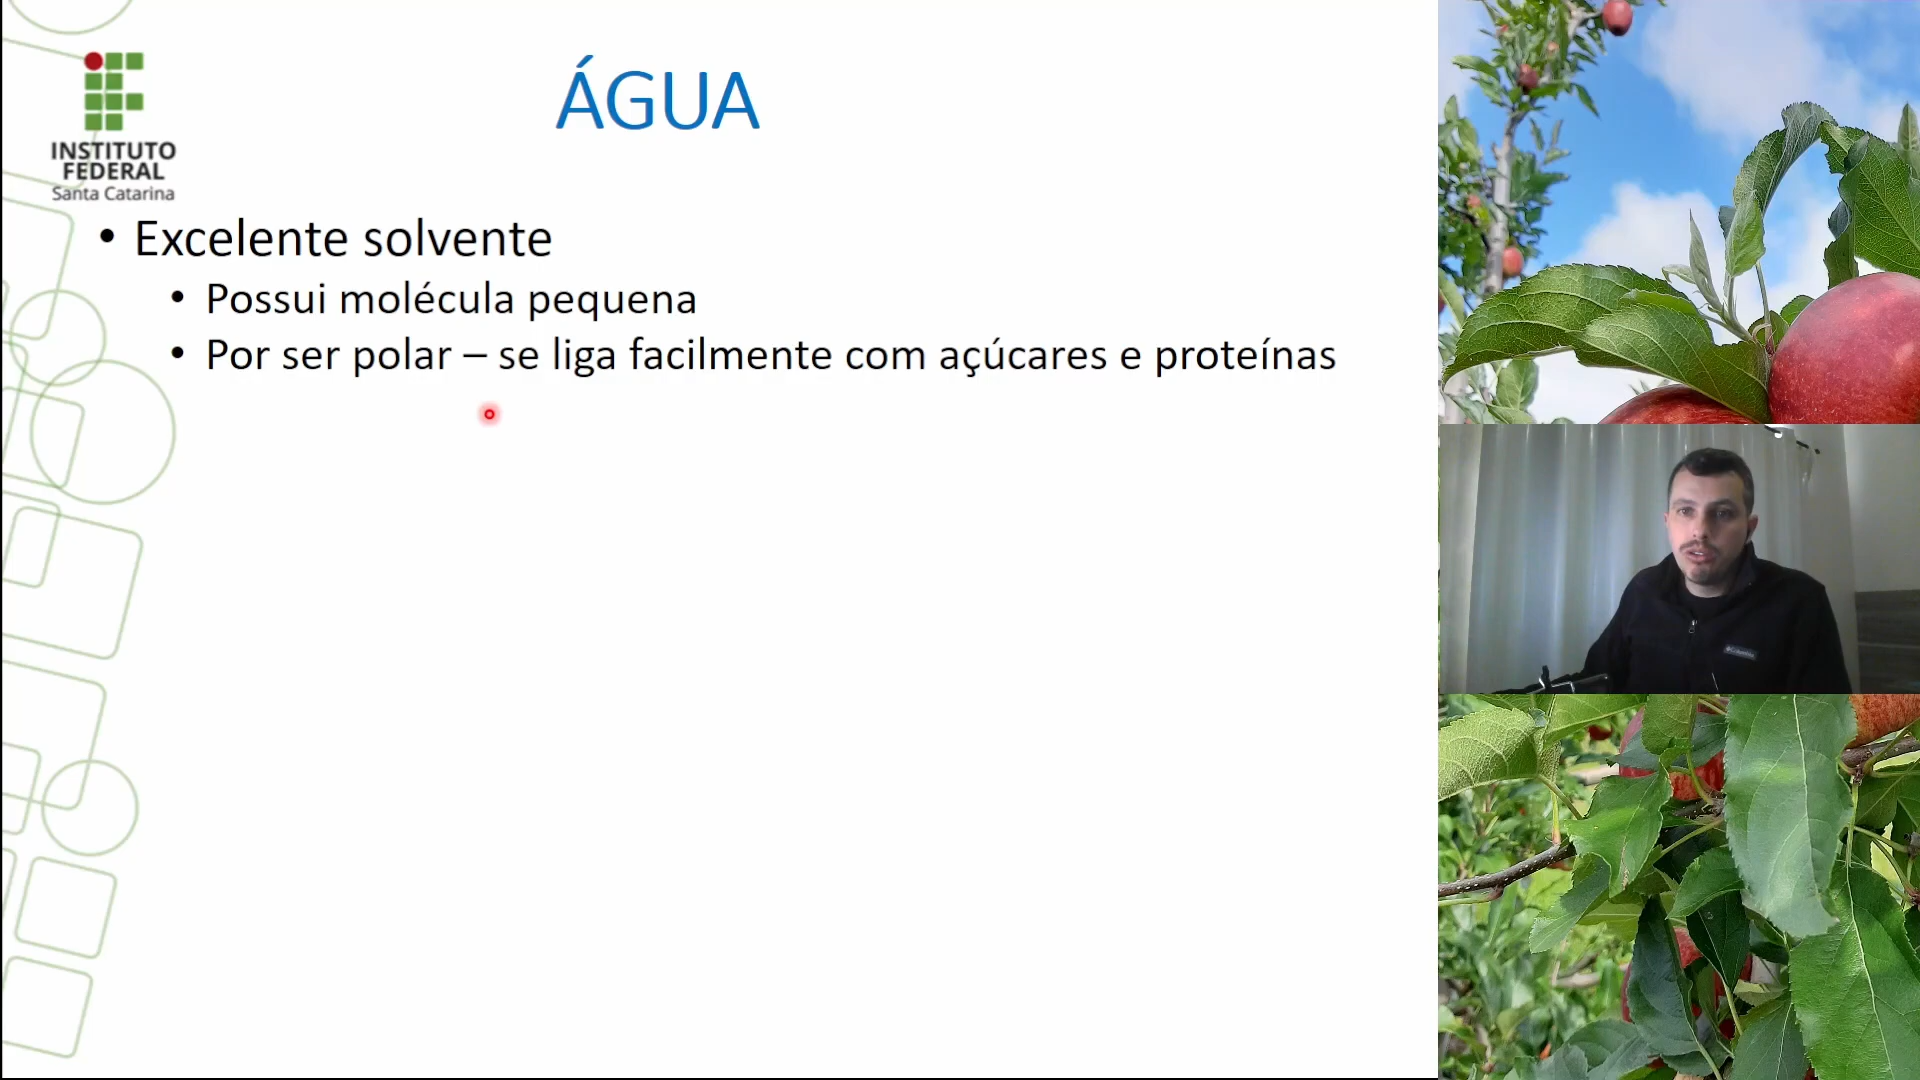 INSTITUTO
FEDERAL
Santa Catarina
ÁGUA
• Excelente solvente
• Possui molécula pequena
• Por ser polar – se liga facilmente com açúcares e proteínas